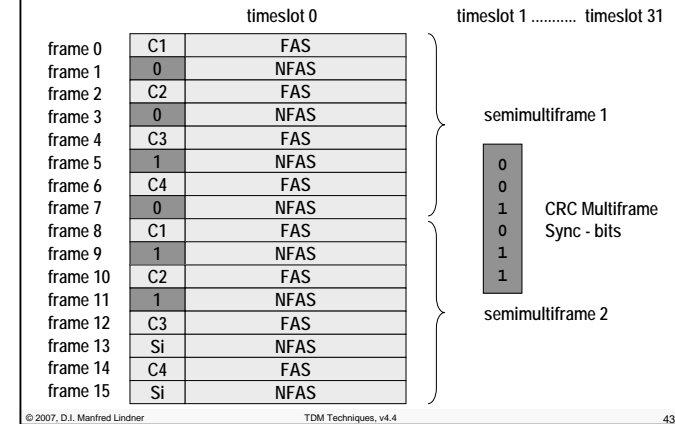 timeslot 0 timeslot 1 ........... timeslot 31
frame 0 C1 FAS
frame 1 0 NFAS
frame 2 C2 FAS
frame 3 0 NFAS
frame 4 C3 FAS
frame 5 1 NFAS
frame 6 C4 FAS
frame 7 0 NFAS
frame 8 C1 FAS
frame 9 1 NFAS
frame 10 C2 FAS
frame 11 1 NFAS
frame 12 C3 FAS
frame 13 Si NFAS
frame 14 C4 FAS
frame 15 Si NFAS
semimultiframe 1
0
0
1 CRC Multiframe
0 Sync - bits
1
1
semimultiframe 2
© 2007, D.I. Manfred Lindner TDM Techniques, v4.4 43